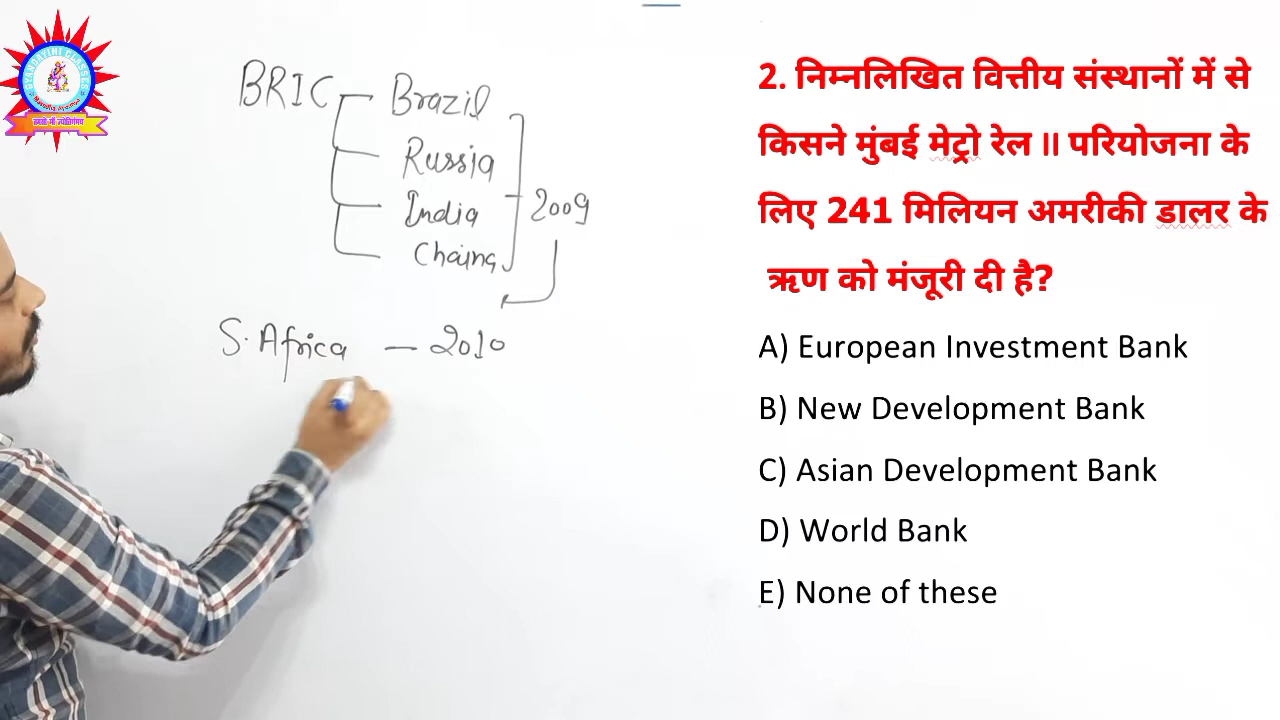 BRIC
Brazil
Russia
India
Chaina
2009
S. Africa — 2010
2. निम्नलिखित वित्तीय संस्थानों में से
किसने मुंबई मेट्रो रेल II परियोजना के
लिए 241 मिलियन अमरीकी डालर के
ऋण को मंजूरी दी है?
A) European Investment Bank
B) New Development Bank
C) Asian Development Bank
D) World Bank
E) None of these